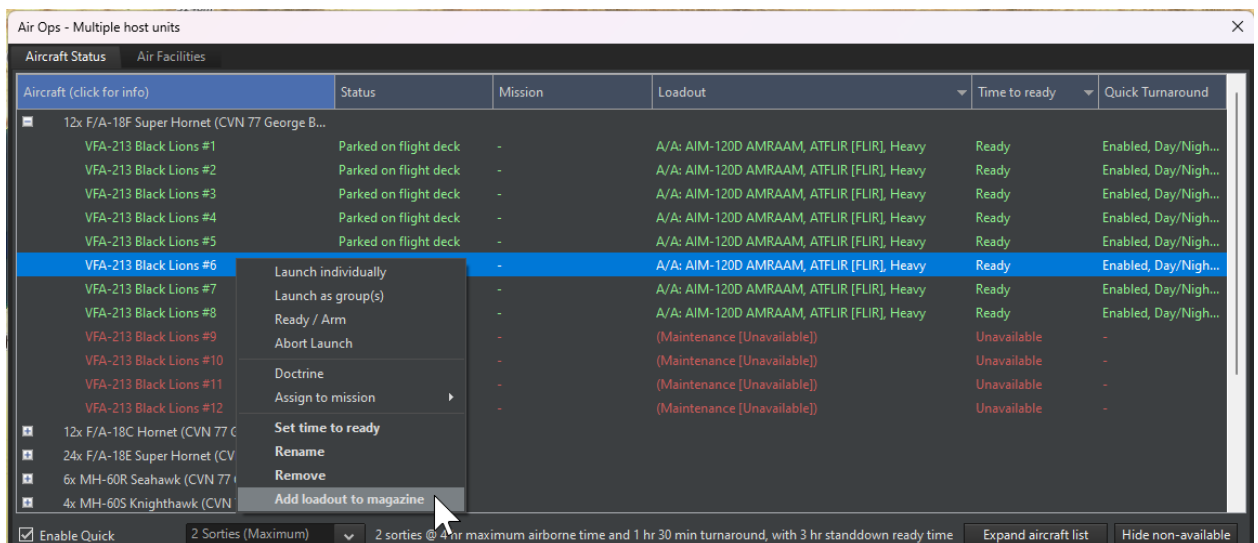 Air Ops - Multiple host units
Aircraft Status Air Facilities
Aircraft (click for info) Status Mission Loadout Time to ready Quick Turnaround
12x F/A-18F Super Hornet (CVN 77 George B...
VFA-213 Black Lions #1 Parked on flight deck - A/A: AIM-120D AMRAAM, ATFLIR [FLIR], Heavy Ready Enabled, Day/Nigh...
VFA-213 Black Lions #2 Parked on flight deck - A/A: AIM-120D AMRAAM, ATFLIR [FLIR], Heavy Ready Enabled, Day/Nigh...
VFA-213 Black Lions #3 Parked on flight deck - A/A: AIM-120D AMRAAM, ATFLIR [FLIR], Heavy Ready Enabled, Day/Nigh...
VFA-213 Black Lions #4 Parked on flight deck - A/A: AIM-120D AMRAAM, ATFLIR [FLIR], Heavy Ready Enabled, Day/Nigh...
VFA-213 Black Lions #5 Parked on flight deck - A/A: AIM-120D AMRAAM, ATFLIR [FLIR], Heavy Ready Enabled, Day/Nigh...
VFA-213 Black Lions #6 - A/A: AIM-120D AMRAAM, ATFLIR [FLIR], Heavy Ready Enabled, Day/Nigh...
VFA-213 Black Lions #7 - A/A: AIM-120D AMRAAM, ATFLIR [FLIR], Heavy Ready Enabled, Day/Nigh...
VFA-213 Black Lions #8 - A/A: AIM-120D AMRAAM, ATFLIR [FLIR], Heavy Ready Enabled, Day/Nigh...
VFA-213 Black Lions #9 - (Maintenance [Unavailable]) Unavailable -
VFA-213 Black Lions #10 - (Maintenance [Unavailable]) Unavailable -
VFA-213 Black Lions #11 - (Maintenance [Unavailable]) Unavailable -
VFA-213 Black Lions #12 - (Maintenance [Unavailable]) Unavailable -
12x F/A-18C Hornet (CVN 77
24x F/A-18E Super Hornet (CV
6x MH-60R Seahawk (CVN 77
4x MH-60S Knighthawk (CVN
Launch individually
Launch as group(s)
Ready / Arm
Abort Launch
Doctrine
Assign to mission
Set time to ready
Rename
Remove
Add loadout to magazine
Enable Quick 2 Sorties (Maximum) 2 sorties @ 4 hr maximum airborne time and 1 hr 30 min turnaround, with 3 hr standdown ready time Expand aircraft list Hide non-available